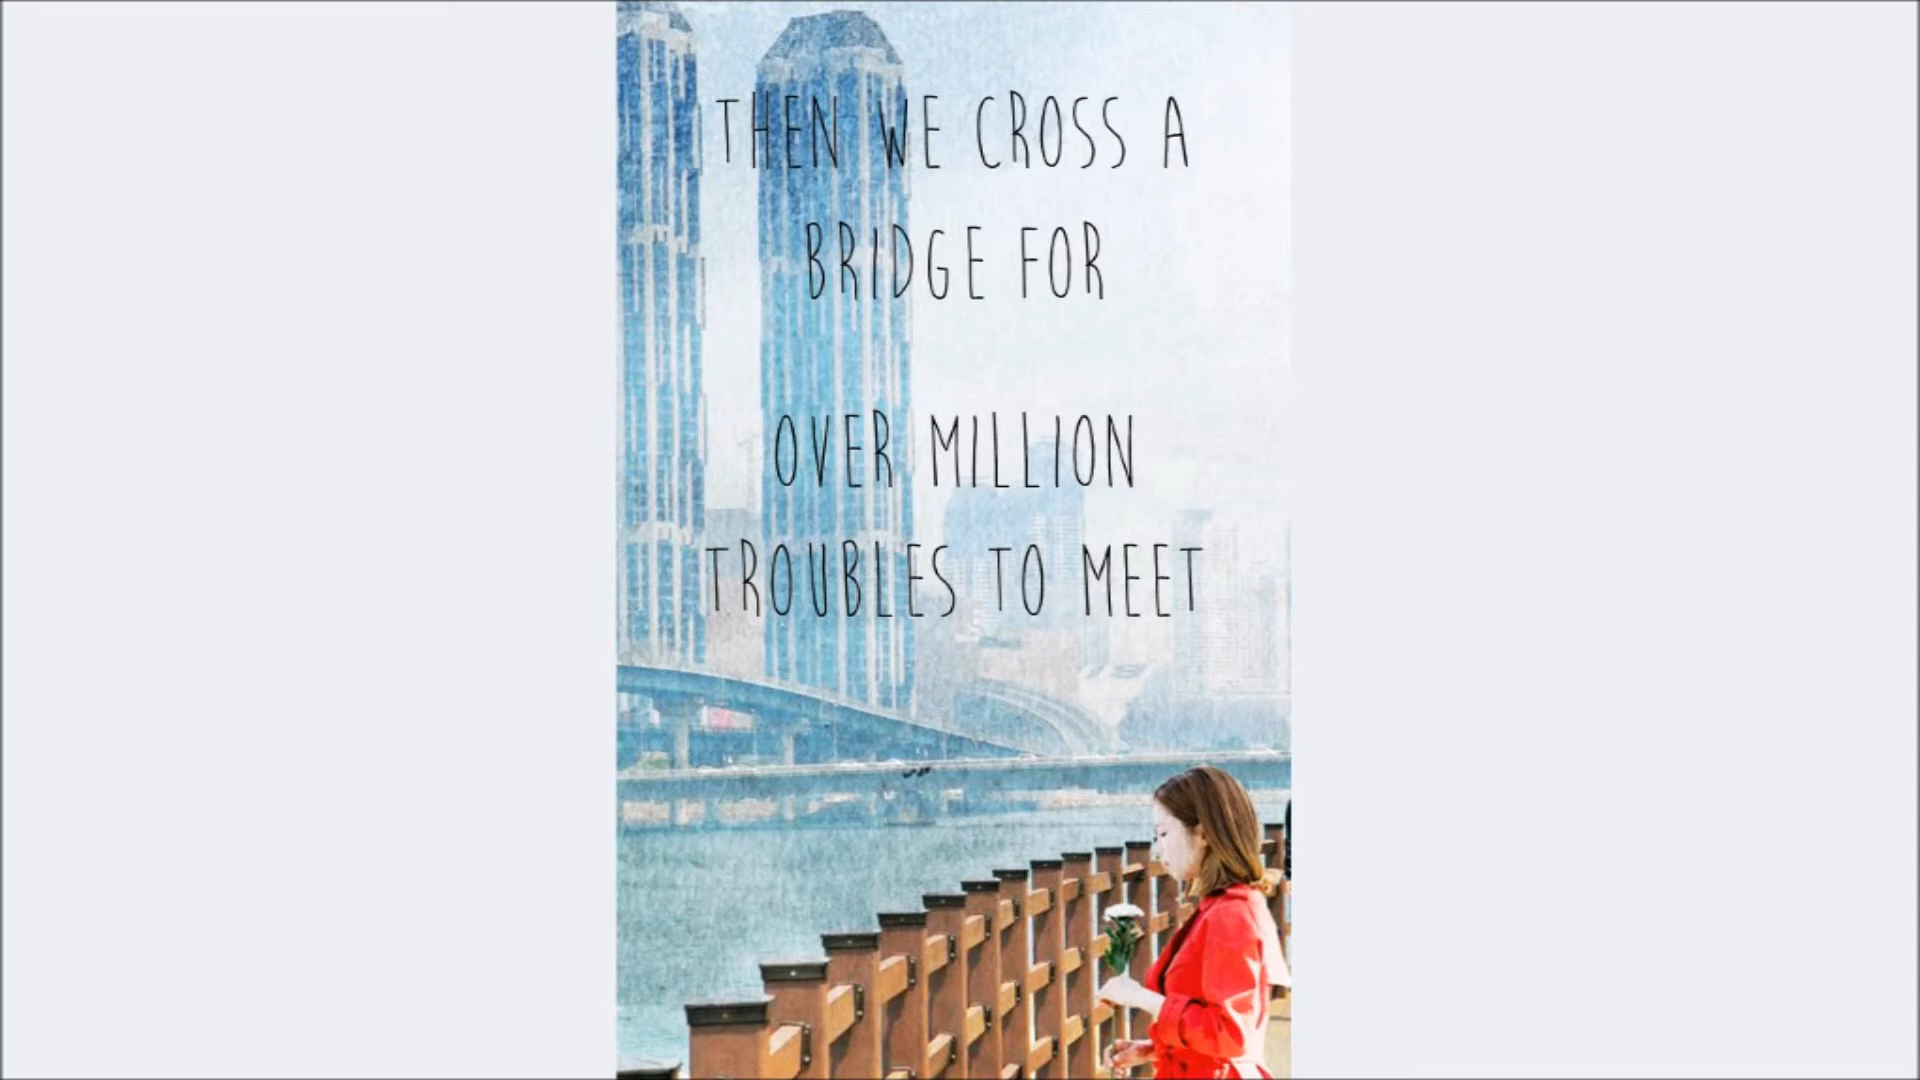 THEN WE CROSS A
BRIDGE FOR
OVER MILLION
TROUBLES TO MEET